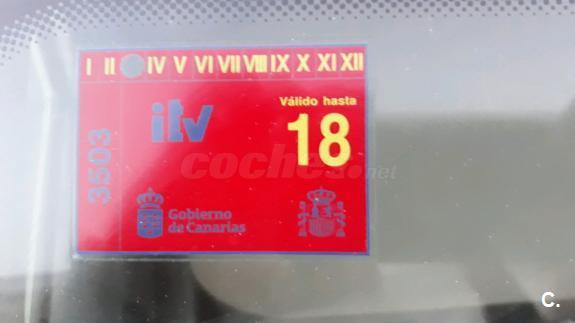 I II IV V VI VII VIII IX X XI XII
Válido hasta
itv
18
3503
coches.net
Gobierno
de Canarias
C.